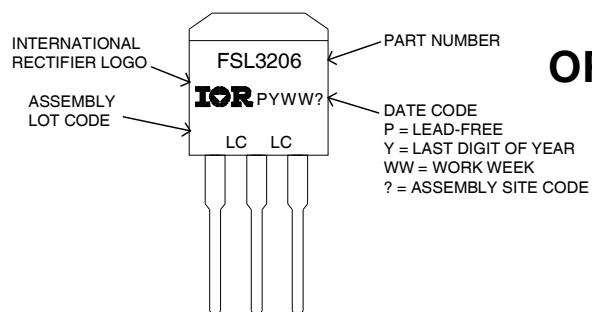 INTERNATIONAL
RECTIFIER LOGO
ASSEMBLY
LOT CODE
FSL3206
IOR PYWW?
LC LC
PART NUMBER
DATE CODE
P = LEAD-FREE
Y = LAST DIGIT OF YEAR
WW = WORK WEEK
? = ASSEMBLY SITE CODE